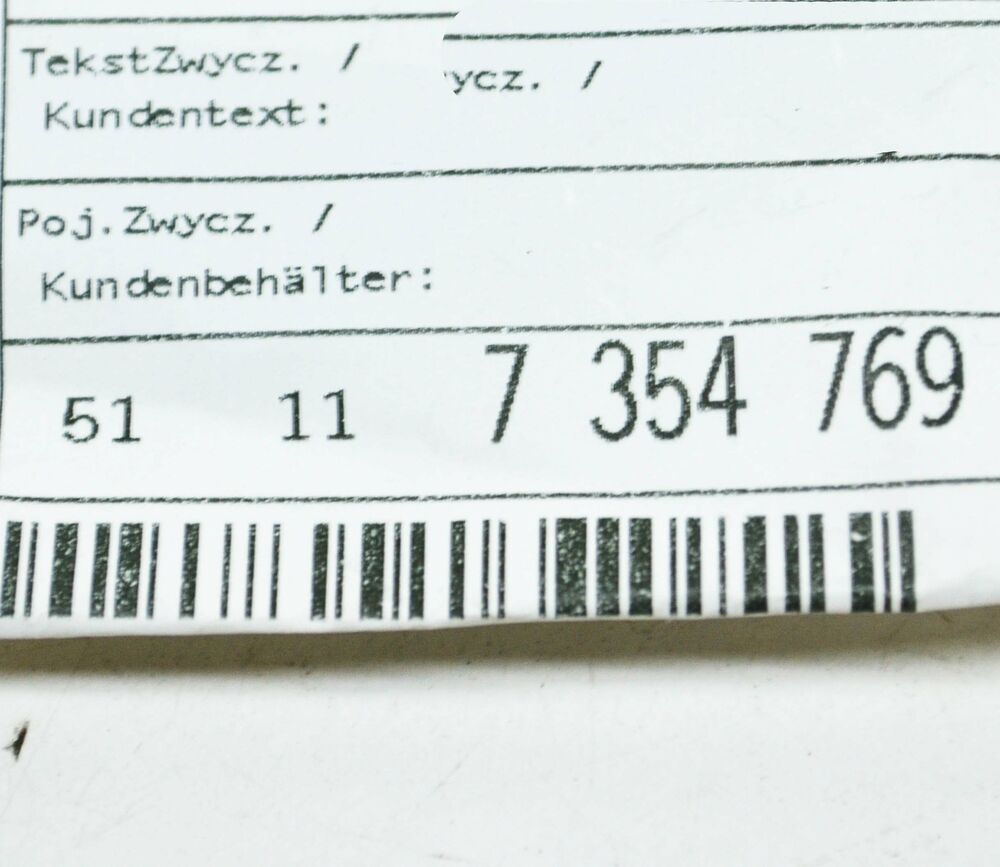 TekstZwycz. / ycz. /
Kundentext:
Poj.Zwycz. /
Kundenbehälter:
51 11 7 354 769